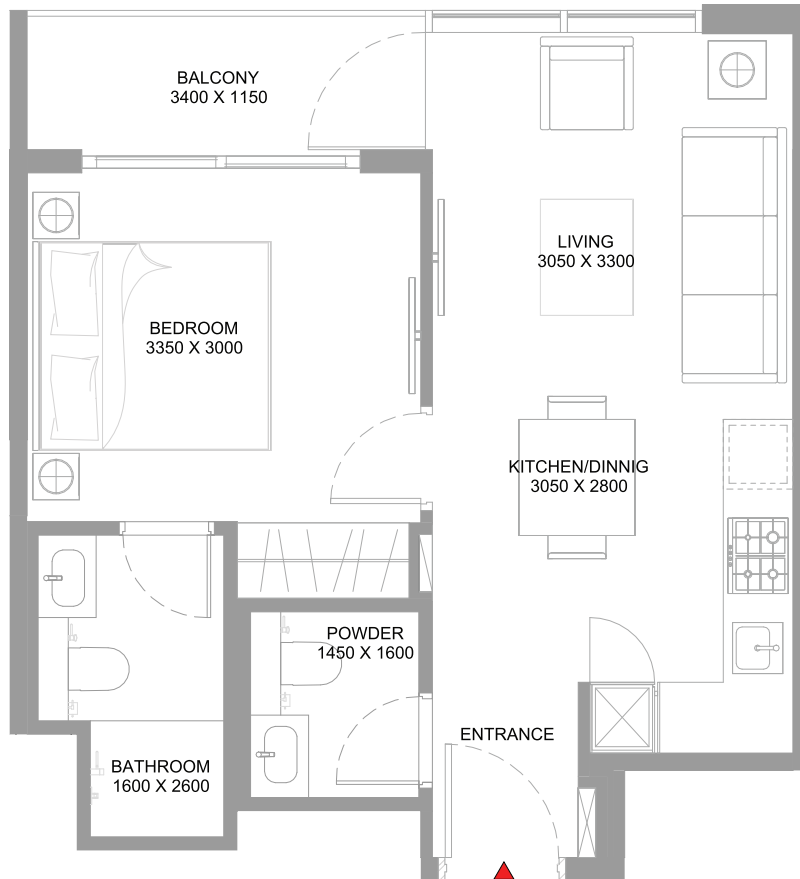 BALCONY
3400 X 1150
LIVING
3050 X 3300
BEDROOM
3350 X 3000
KITCHEN/DINNIG
3050 X 2800
POWDER
1450 X 1600
ENTRANCE
BATHROOM
1600 X 2600